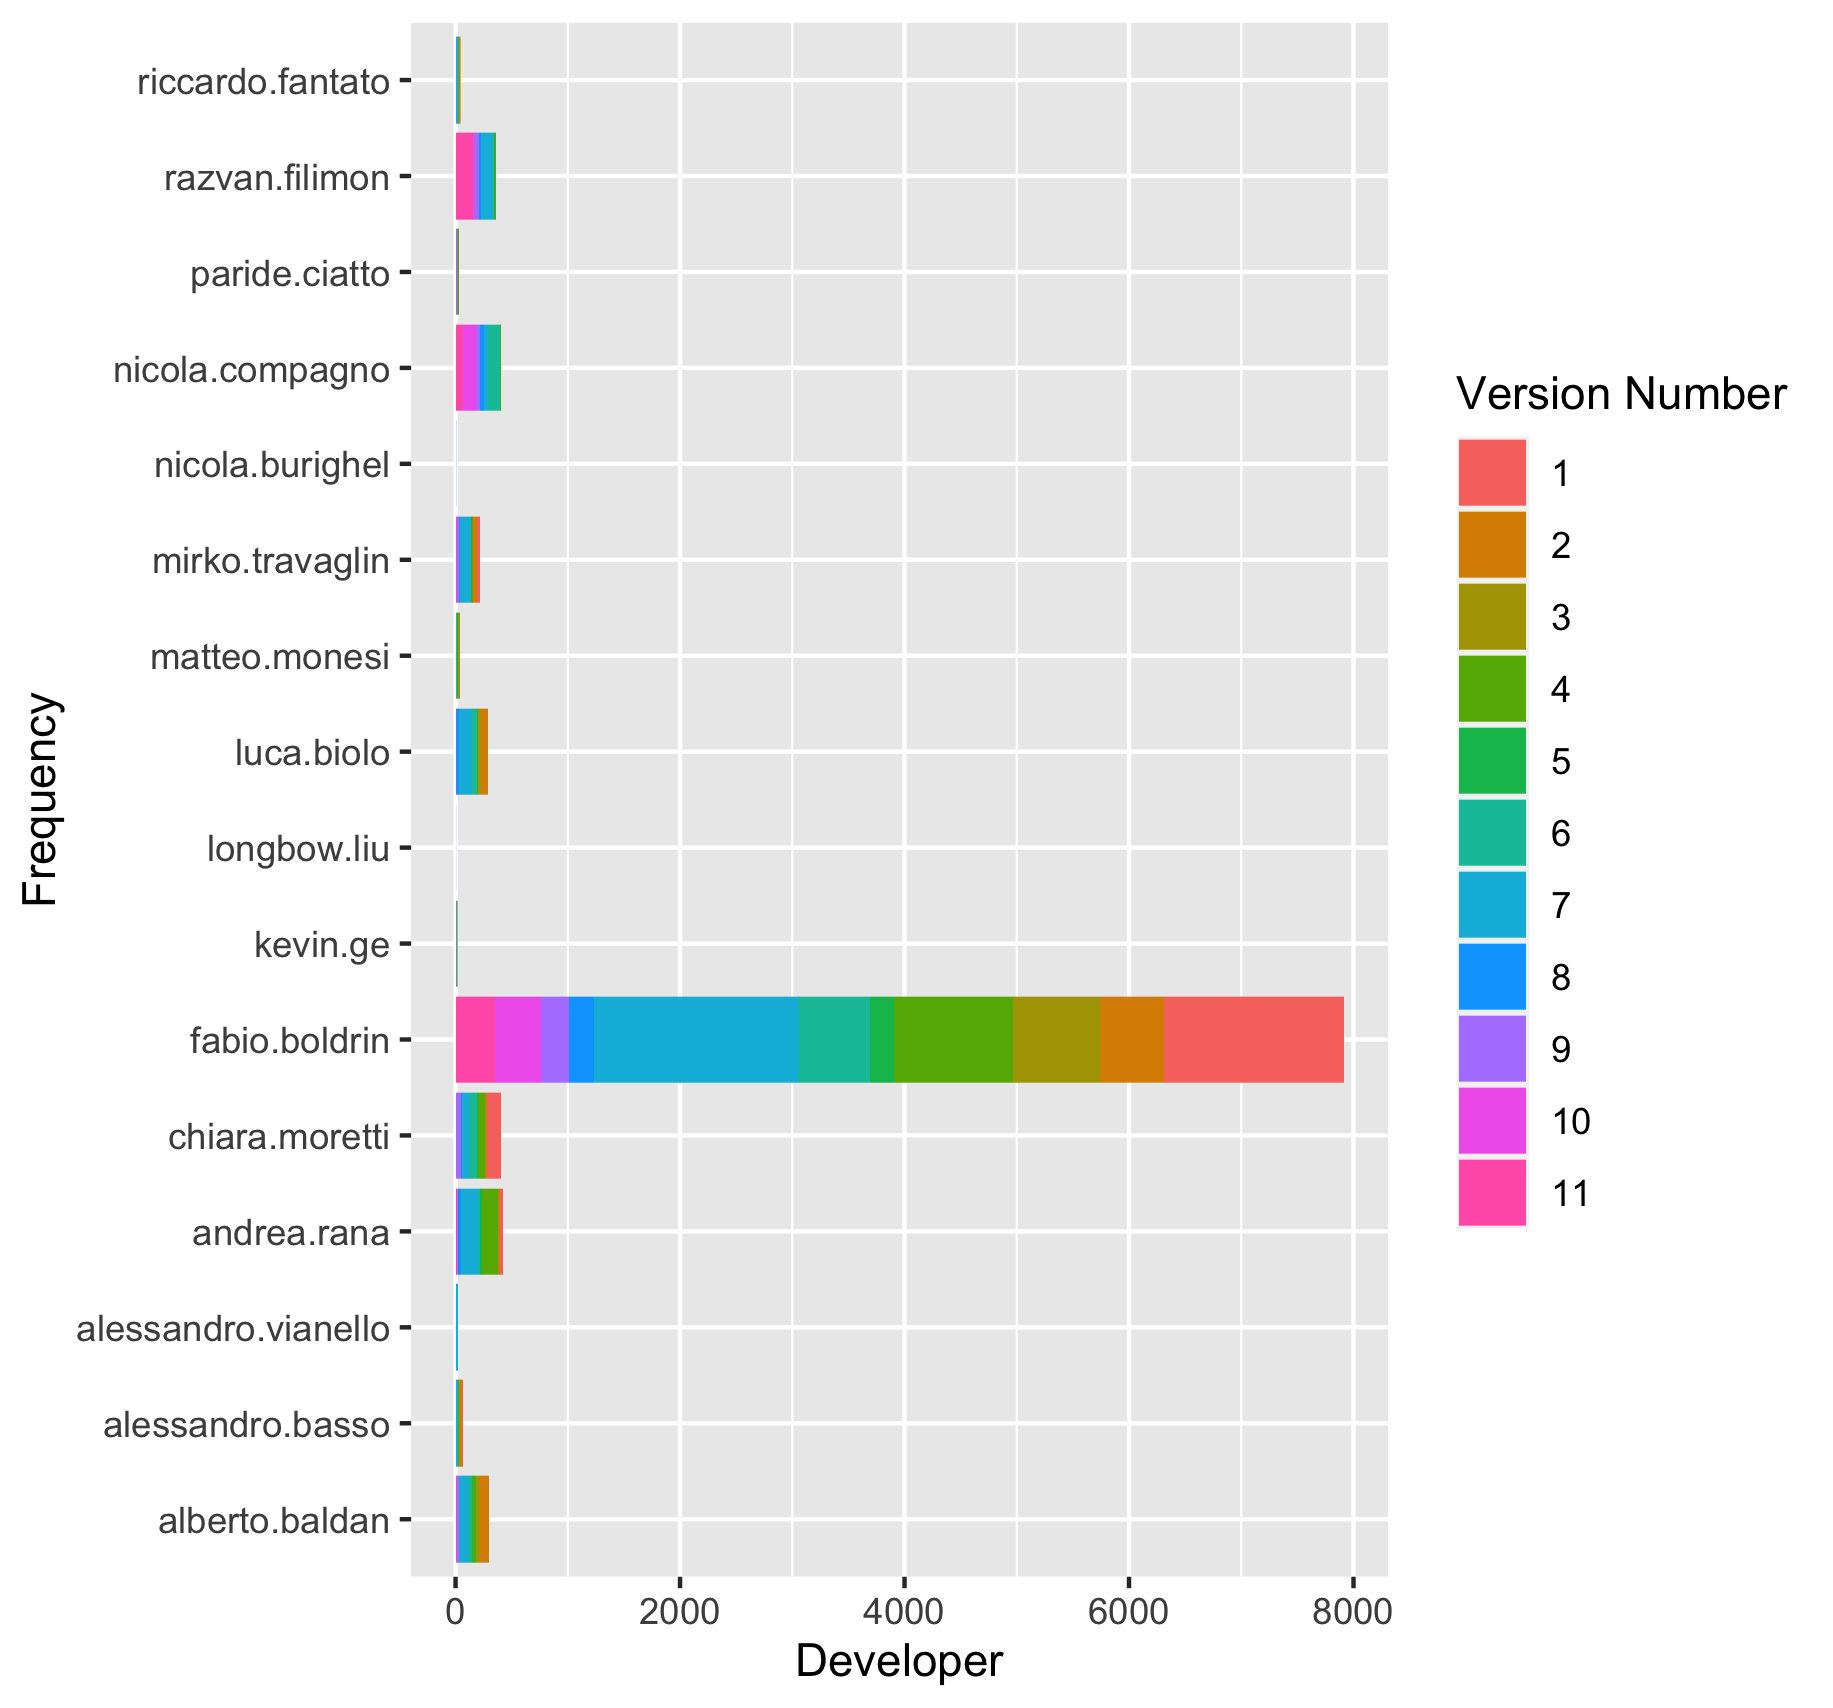 riccardo.fantato
razvan.filimon
paride.ciatto
nicola.compagno
nicola.burighel
mirko.travaglin
matteo.monesi
luca.biolo
longbow.liu
kevin.ge
fabio.boldrin
chiara.moretti
andrea.rana
alessandro.vianello
alessandro.basso
alberto.baldan
Frequency
0 2000 4000 6000 8000
Developer
Version Number
1
2
3
4
5
6
7
8
9
10
11